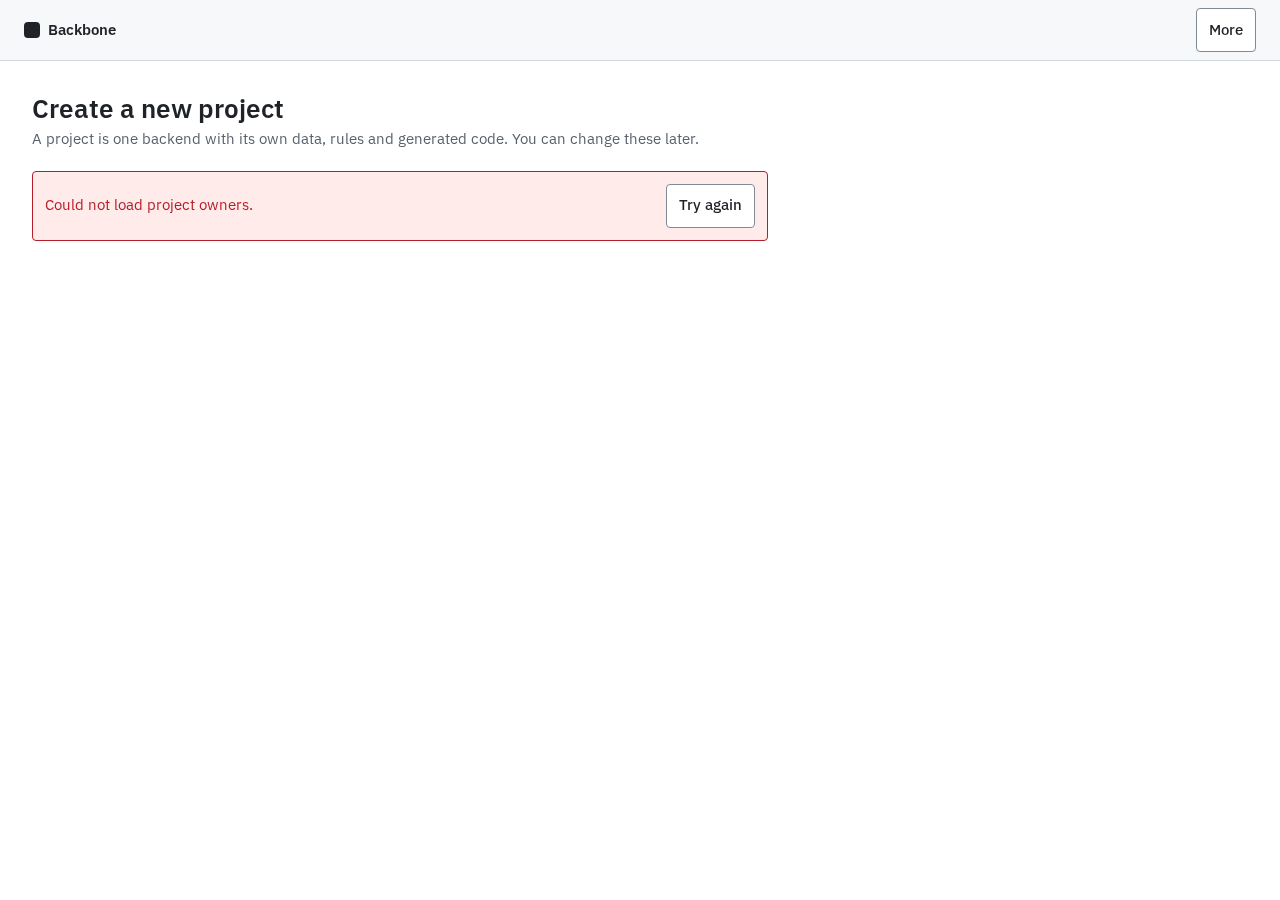 Backbone
More
Create a new project
A project is one backend with its own data, rules and generated code. You can change these later.
Could not load project owners.
Try again